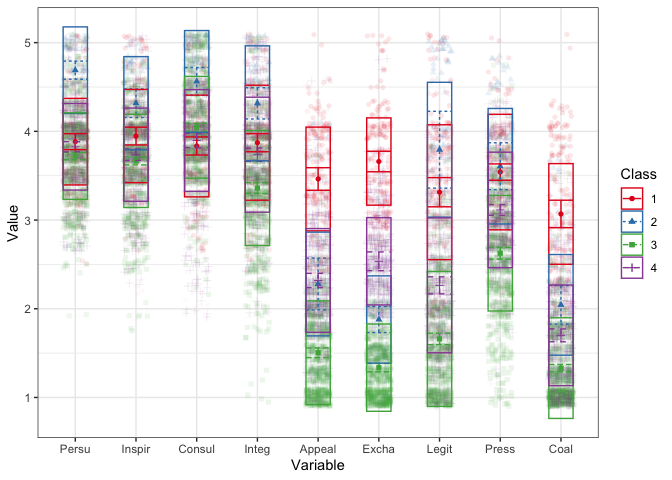 5
4
3
2
1
Value
Persu Inspir Consul Integ Appeal Excha Legit Press Coal
Variable
Class
1
2
3
4